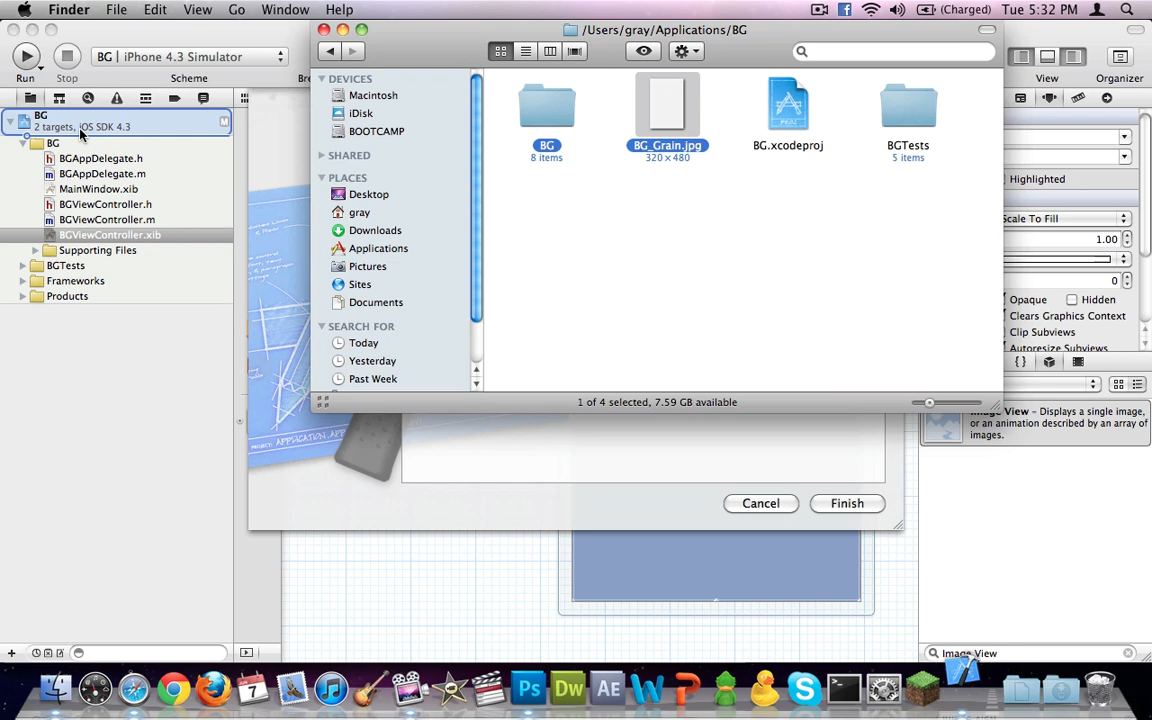 Finder File Edit View Go Window Help (Charged) Tue 5:32 PM
/Users/gray/Applications/BG
BG iPhone 4.3 Simulator
Run Stop Scheme View Organizer
BG
2 targets, iOS SDK 4.3
M
BG
BGAppDelegate.h
BGAppDelegate.m
MainWindow.xib
BGViewController.h
BGViewController.m
BGViewController.xib
Supporting Files
BGTests
Frameworks
Products
DEVICES
Macintosh
iDisk
BOOTCAMP
SHARED
PLACES
Desktop
gray
Downloads
Applications
Pictures
Sites
Documents
SEARCH FOR
Today
Yesterday
Past Week
BG
8 items
BG_Grain.jpg
320 × 480
BG.xcodeproj
BGTests
5 items
1 of 4 selected, 7.59 GB available
Highlighted
Scale To Fill
1.00
0
Opaque Hidden
Clears Graphics Context
Clip Subviews
Autoresize Subviews
Image View – Displays a single image,
or an animation described by an array of
images.
Cancel Finish
Image View